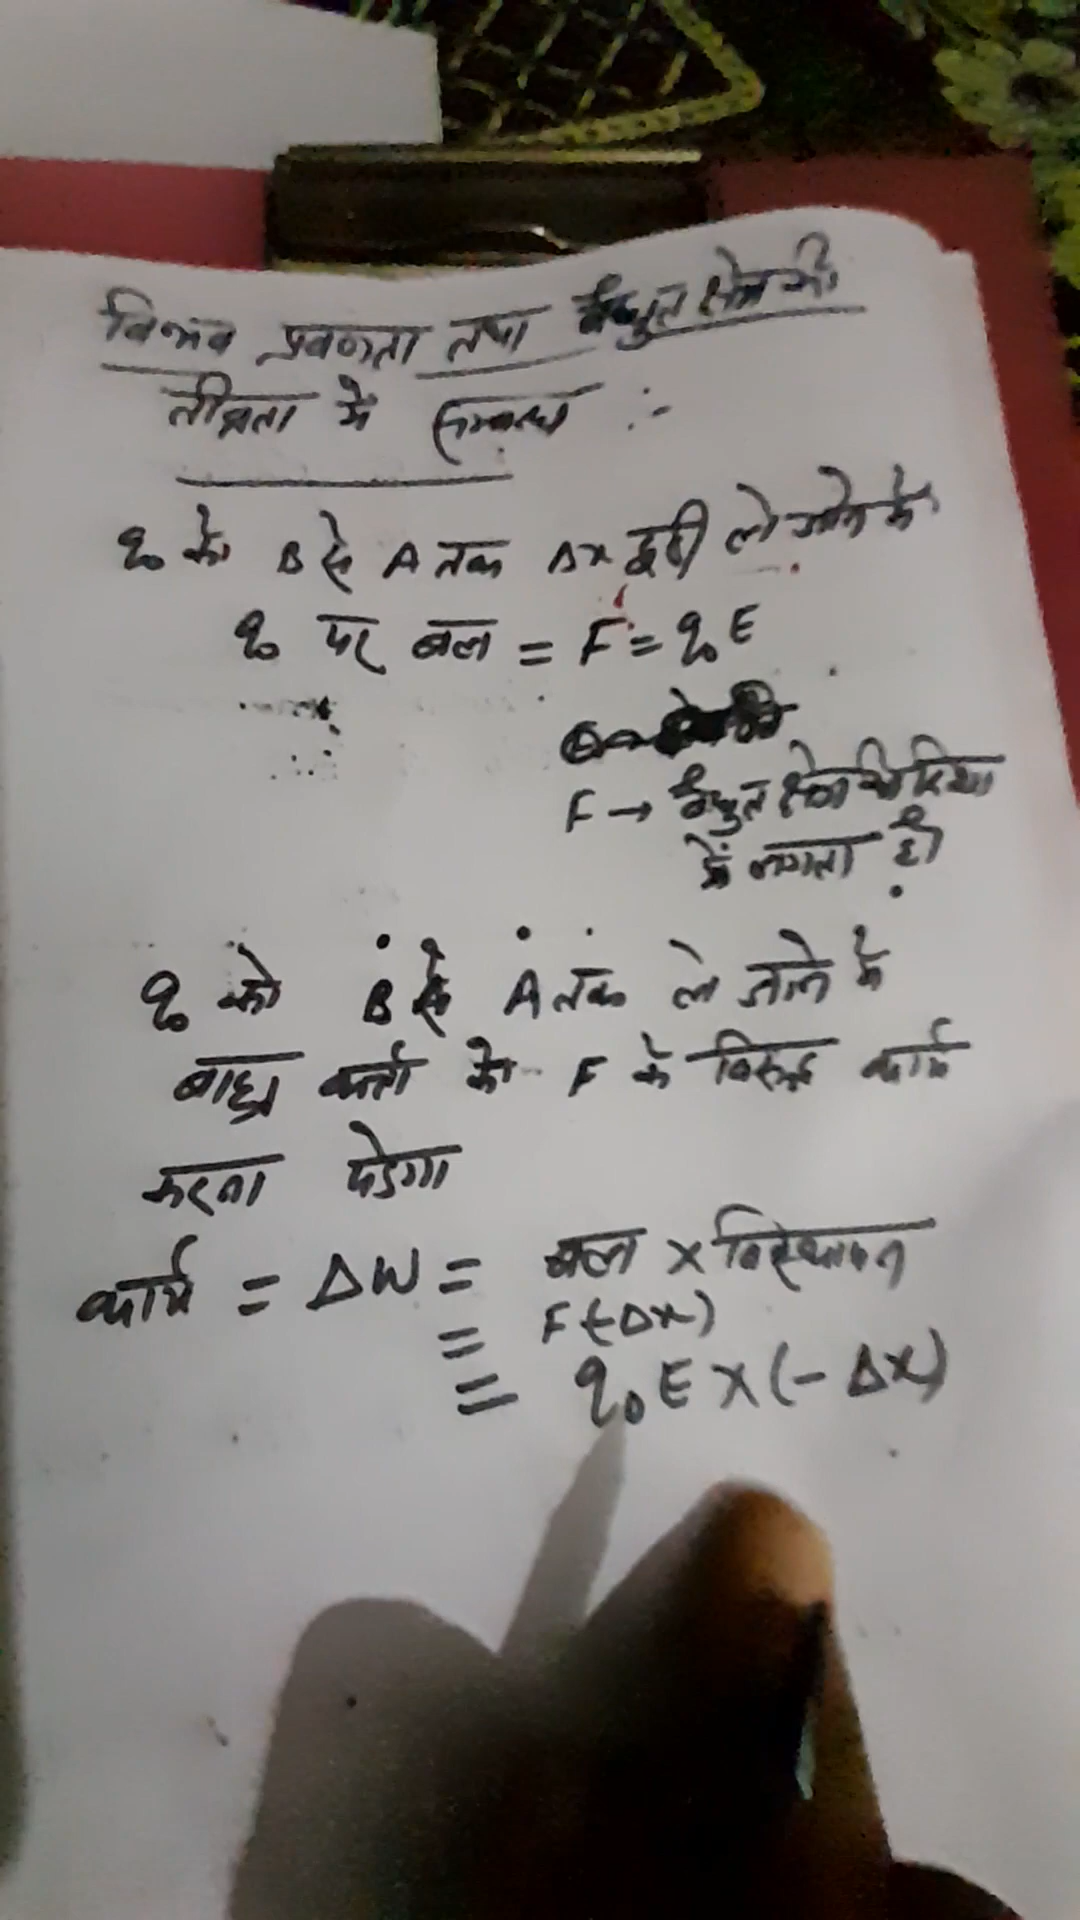 विभव प्रवणता तथा वैद्युत क्षेत्र की
तीव्रता में सम्बन्ध :-
q₀ को B से A तक Δx दूरी ले जाने में
q₀ पर बल = F = q₀E
F → वैद्युत क्षेत्र की दिशा
में लगता है।
q₀ को B से A तक ले जाने में
बाह्य कर्ता को F के विरुद्ध कार्य
करना पडेगा
कार्य = ΔW = बल × विस्थापन
= F(-Δx)
= q₀E×(-Δx)